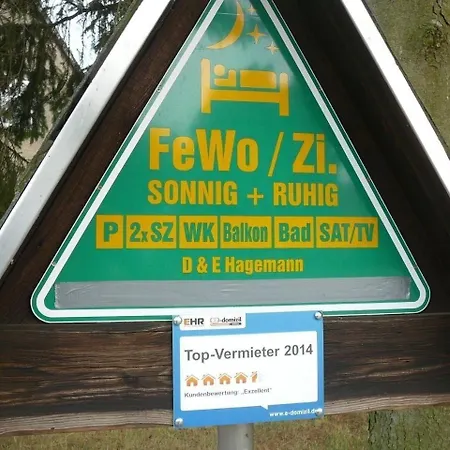 FeWo / Zi.
SONNIG + RUHIG
P 2xSZ WK Balkon Bad SAT/TV
D & E Hagemann
EHR e-domizil
Top-Vermieter 2014
Kundenbewertung: „Exzellent"
www.e-domizil.de